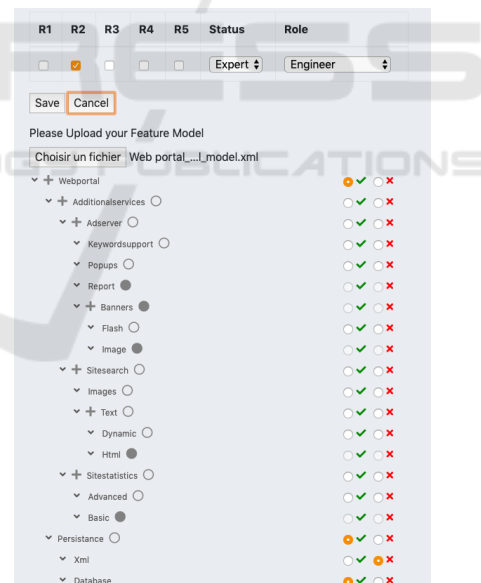 R1 R2 R3 R4 R5 Status Role
Expert Engineer
Save Cancel
Please Upload your Feature Model
Choisir un fichier Web portal_...l_model.xml
Webportal
Additionalservices
Adserver
Keywordsupport
Popups
Report
Banners
Flash
Image
Sitesearch
Images
Text
Dynamic
Html
Sitestatistics
Advanced
Basic
Persistance
Xml
Database